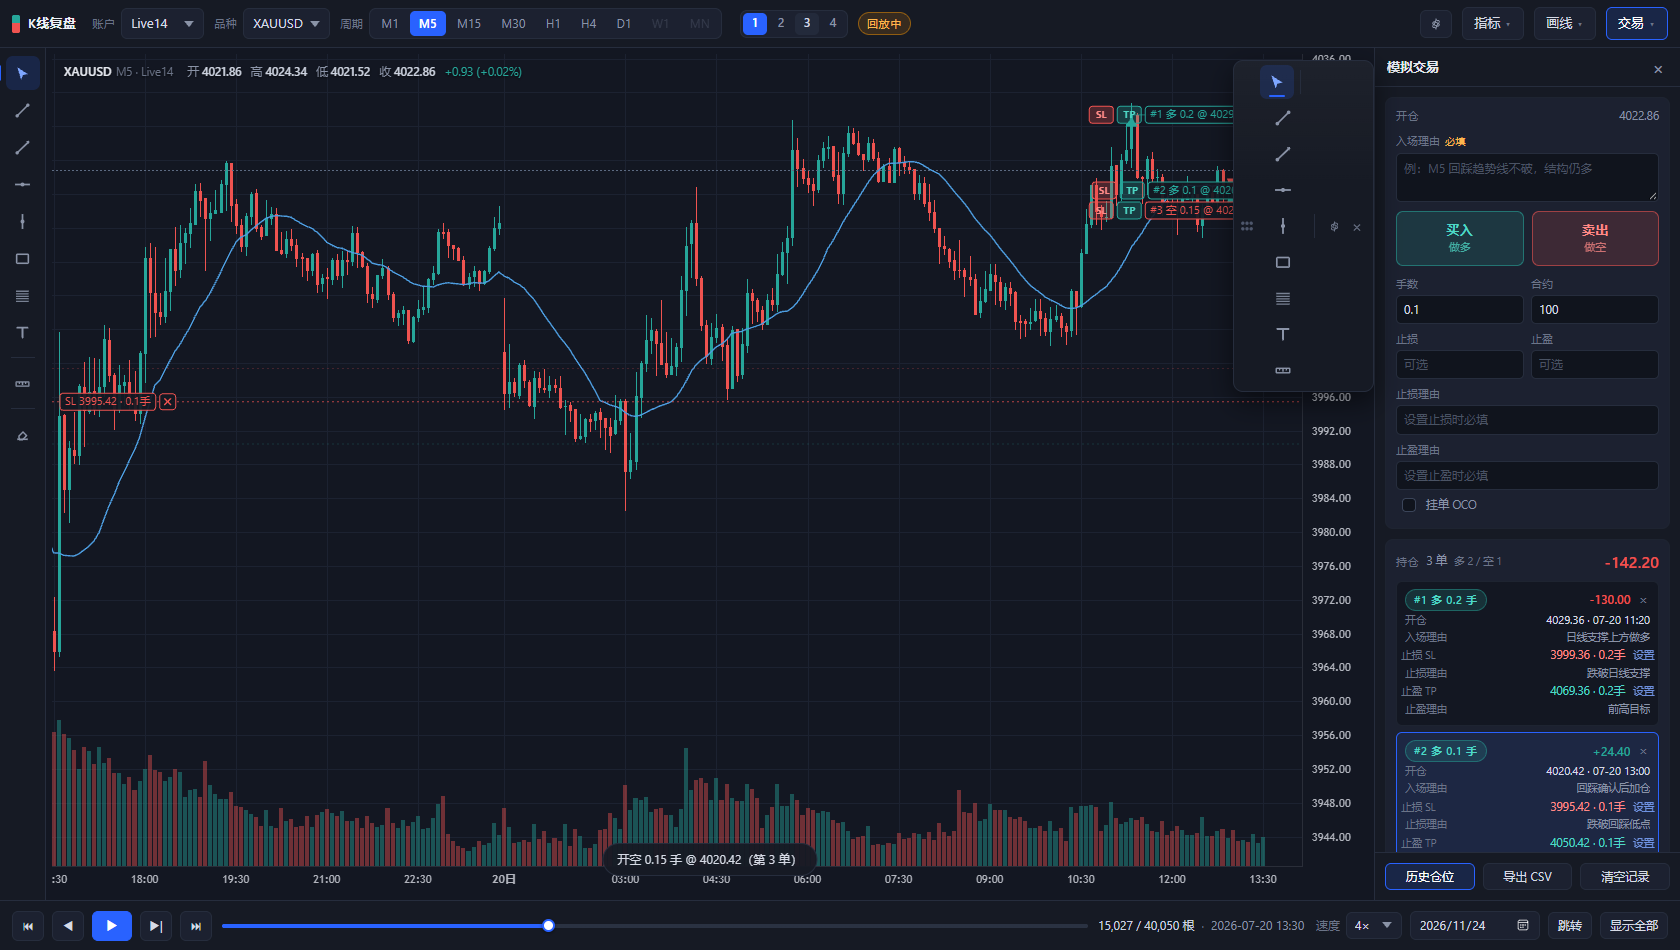 K线复盘 账户 Live14 品种 XAUUSD 周期 M1 M5 M15 M30 H1 H4 D1 W1 MN 1 2 3 4 回放中 指标 画线 交易
XAUUSD M5 · Live14 开 4021.86 高 4024.34 低 4021.52 收 4022.86 +0.93 (+0.02%)
SL TP #1 多 0.2 @ 4029
SL TP #2 多 0.1 @ 402
SL TP #3 空 0.15 @ 402
SL 3995.42 · 0.1手 ×
T
T
4036.00
3996.00
3992.00
3988.00
3984.00
3980.00
3976.00
3972.00
3968.00
3964.00
3960.00
3956.00
3952.00
3948.00
3944.00
开空 0.15 手 @ 4020.42（第 3 单）
:30 18:00 19:30 21:00 22:30 20日 03:00 04:30 06:00 07:30 09:00 10:30 12:00 13:30
模拟交易 ×
开仓 4022.86
入场理由 必填
例：M5 回踩趋势线不破，结构仍多
买入 卖出
做多 做空
手数 合约
0.1 100
止损 止盈
可选 可选
止损理由
设置止损时必填
止盈理由
设置止盈时必填
挂单 OCO
持仓 3 单 多 2 / 空 1 -142.20
#1 多 0.2 手 -130.00 ×
开仓 4029.36 · 07-20 11:20
入场理由 日线支撑上方做多
止损 SL 3999.36 · 0.2手 设置
止损理由 跌破日线支撑
止盈 TP 4069.36 · 0.2手 设置
止盈理由 前高目标
#2 多 0.1 手 +24.40 ×
开仓 4020.42 · 07-20 13:00
入场理由 回踩确认后加仓
止损 SL 3995.42 · 0.1手 设置
止损理由 跌破回踩低点
止盈 TP 4050.42 · 0.1手 设置
历史仓位 导出 CSV 清空记录
15,027 / 40,050 根 · 2026-07-20 13:30 速度 4× 2026/11/24 跳转 显示全部